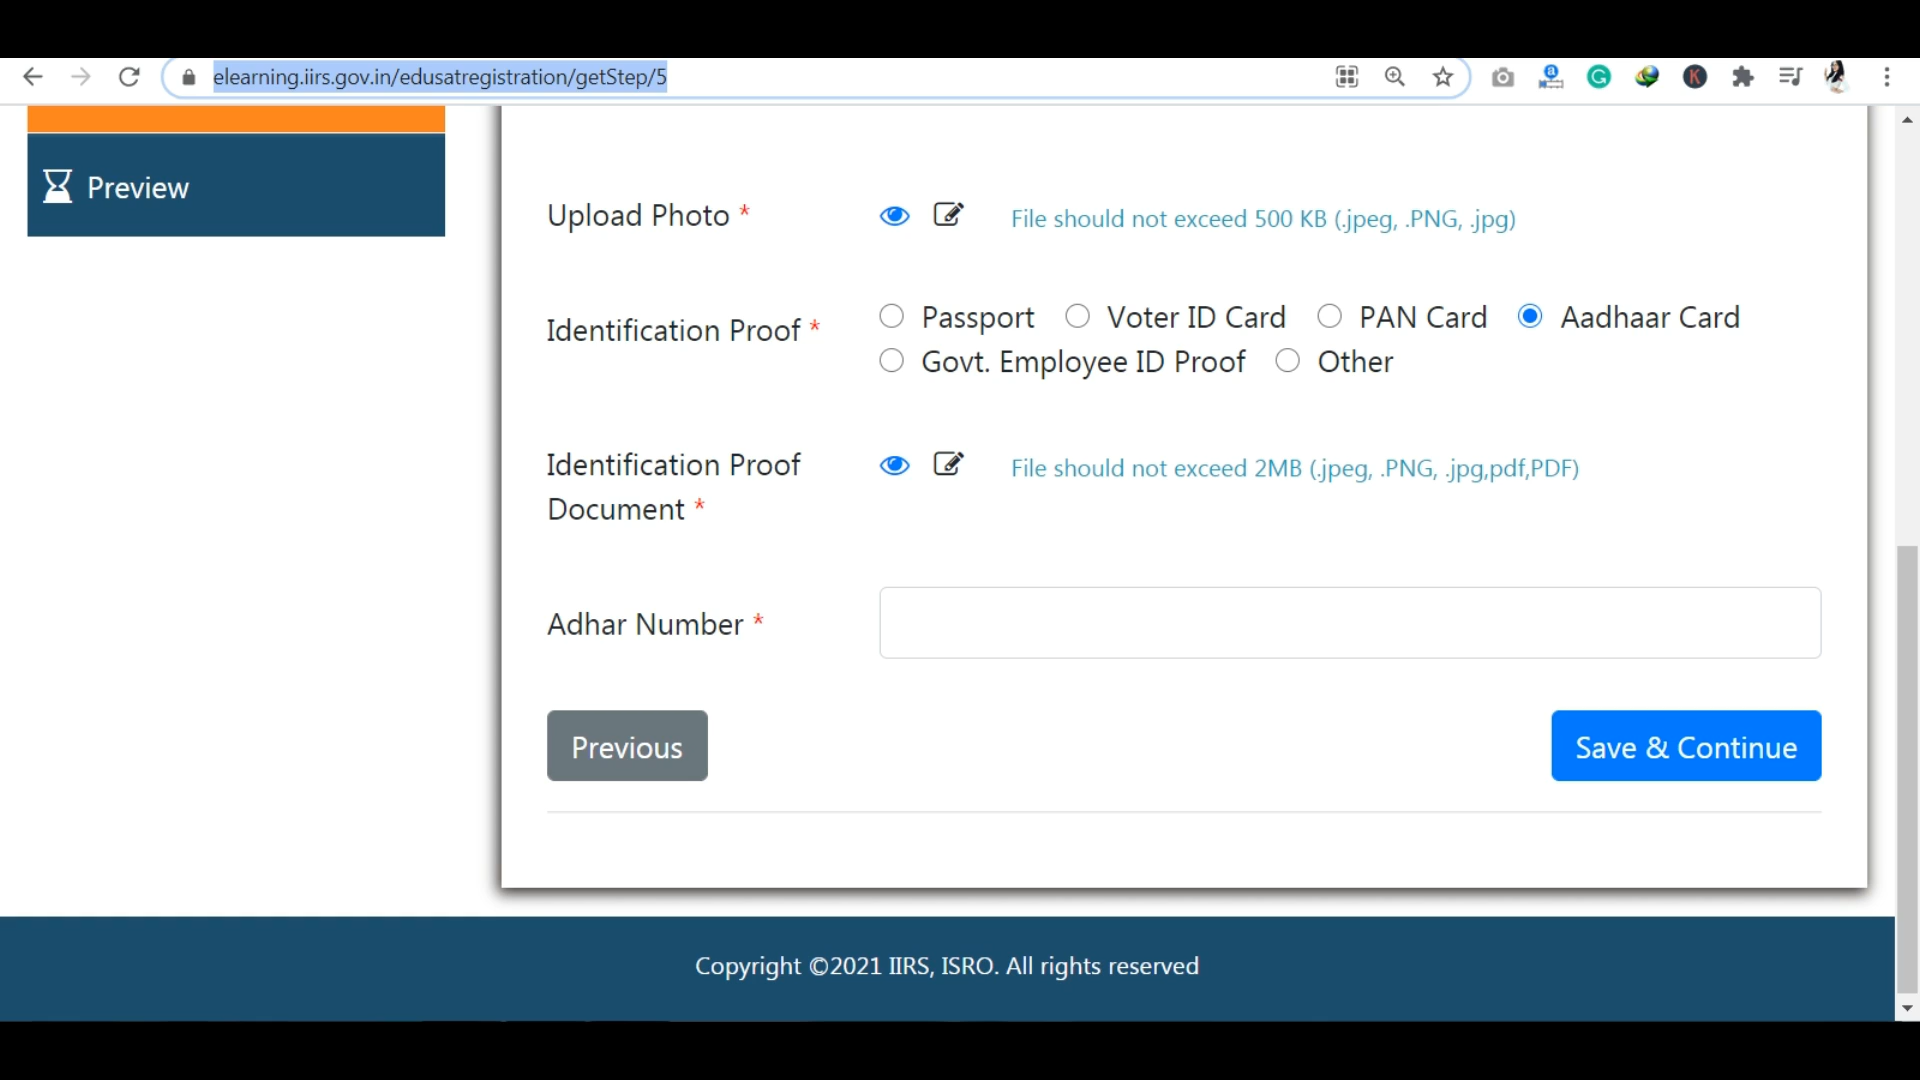 elearning.iirs.gov.in/edusatregistration/getStep/5
Preview
Upload Photo *
File should not exceed 500 KB (.jpeg, .PNG, .jpg)
Identification Proof *
Passport Voter ID Card PAN Card Aadhaar Card
Govt. Employee ID Proof Other
Identification Proof
Document *
File should not exceed 2MB (.jpeg, .PNG, .jpg,pdf,PDF)
Adhar Number *
Previous
Save & Continue
Copyright ©2021 IIRS, ISRO. All rights reserved